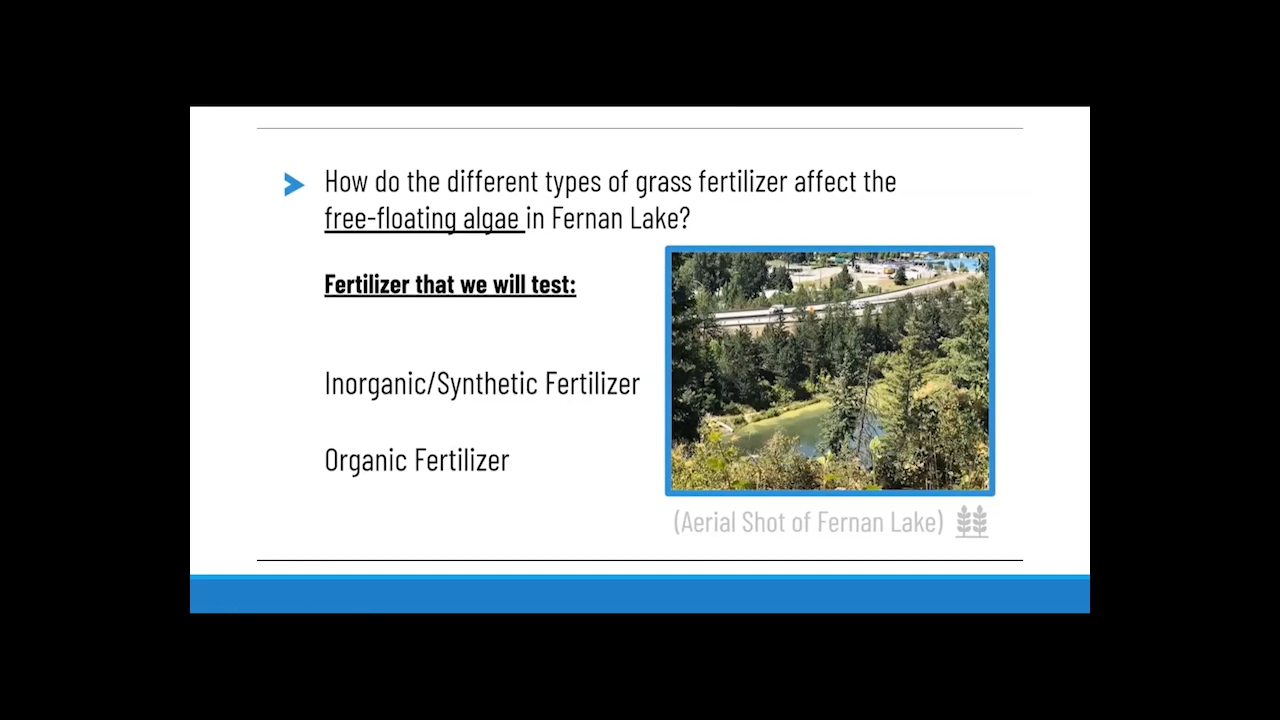 How do the different types of grass fertilizer affect the
free-floating algae in Fernan Lake?
Fertilizer that we will test:
Inorganic/Synthetic Fertilizer
Organic Fertilizer
(Aerial Shot of Fernan Lake)